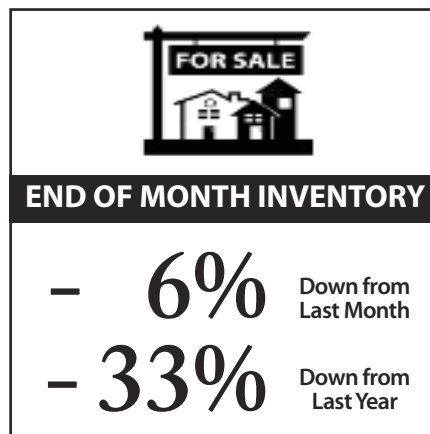 FOR SALE
END OF MONTH INVENTORY
– 6% Down from
Last Month
– 33% Down from
Last Year